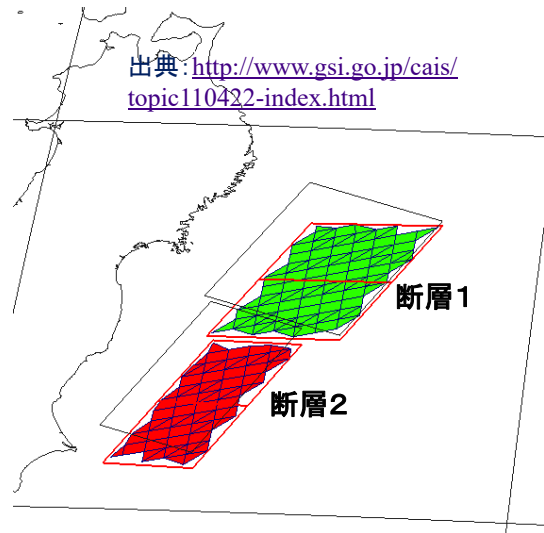 出典:http://www.gsi.go.jp/cais/
topic110422-index.html
断層1
断層2